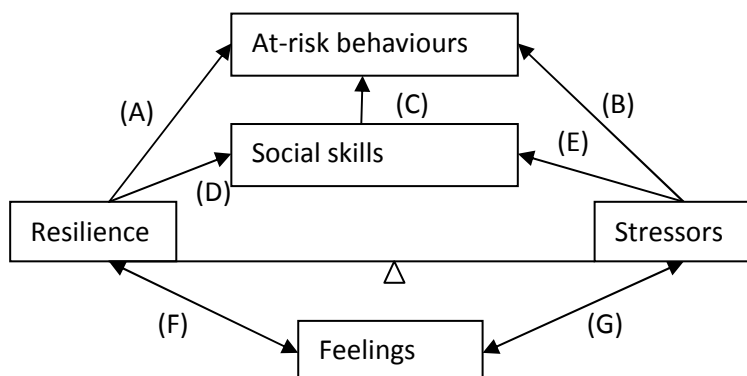 At-risk behaviours
(A)
(C)
(B)
Social skills
(E)
(D)
Resilience
Stressors
(F)
(G)
Feelings